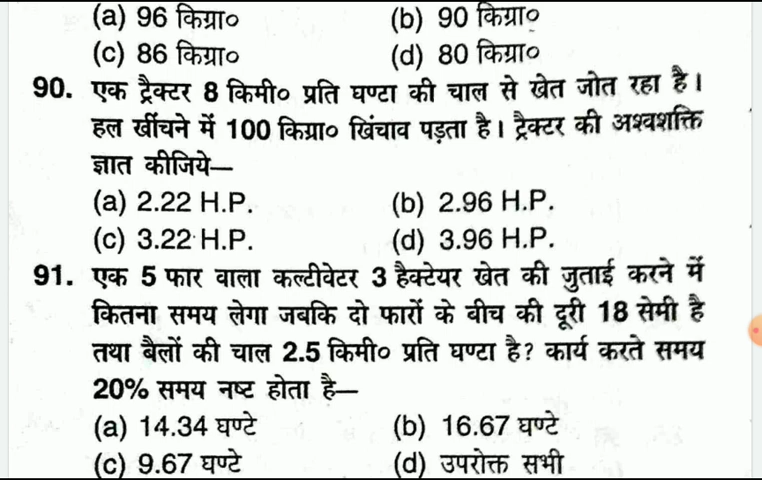 (a) 96 किग्रा० (b) 90 किग्रा०
(c) 86 किग्रा० (d) 80 किग्रा०
90. एक ट्रैक्टर 8 किमी० प्रति घण्टा की चाल से खेत जोत रहा है।
हल खींचने में 100 किग्रा० खिंचाव पड़ता है। ट्रैक्टर की अश्वशक्ति
ज्ञात कीजिये—
(a) 2.22 H.P. (b) 2.96 H.P.
(c) 3.22 H.P. (d) 3.96 H.P.
91. एक 5 फार वाला कल्टीवेटर 3 हैक्टेयर खेत की जुताई करने में
कितना समय लेगा जबकि दो फारों के बीच की दूरी 18 सेमी है
तथा बैलों की चाल 2.5 किमी० प्रति घण्टा है? कार्य करते समय
20% समय नष्ट होता है—
(a) 14.34 घण्टे (b) 16.67 घण्टे
(c) 9.67 घण्टे (d) उपरोक्त सभी